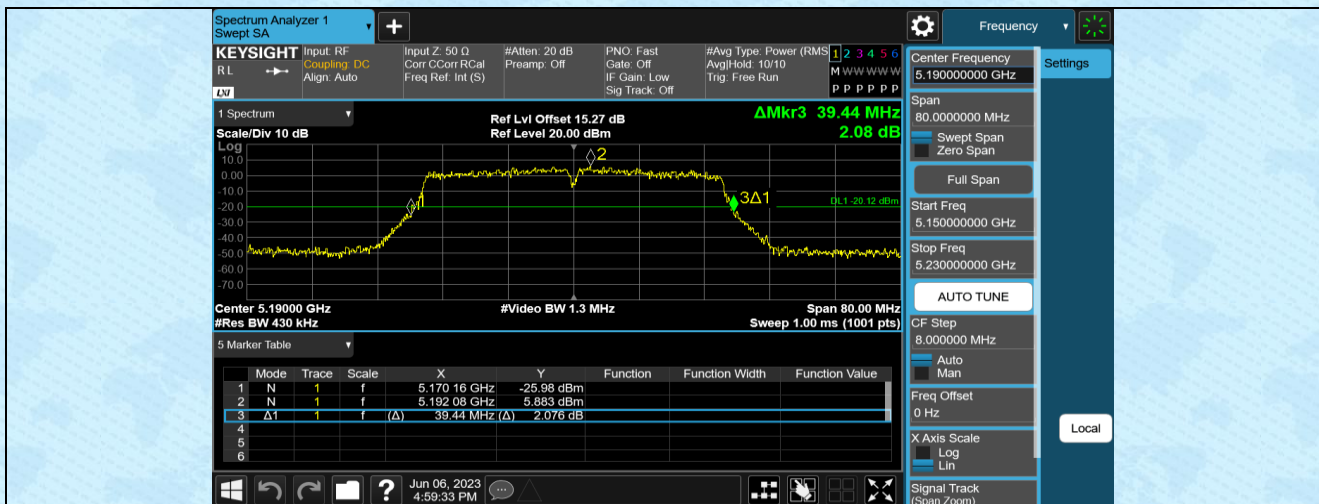 Spectrum Analyzer 1
Swept SA
+
Frequency
KEYSIGHT
RL
LXI
Input: RF
Coupling: DC
Align: Auto
Input Z: 50 Ω
Corr CCorr RCal
Freq Ref: Int (S)
#Atten: 20 dB
Preamp: Off
PNO: Fast
Gate: Off
IF Gain: Low
Sig Track: Off
#Avg Type: Power (RMS
Avg|Hold: 10/10
Trig: Free Run
1 2 3 4 5 6
M W W W W W
P P P P P P
Center Frequency
5.190000000 GHz
Settings
Span
80.0000000 MHz
Swept Span
Zero Span
Full Span
Start Freq
5.150000000 GHz
Stop Freq
5.230000000 GHz
AUTO TUNE
CF Step
8.000000 MHz
Auto
Man
Freq Offset
0 Hz
X Axis Scale
Log
Lin
Signal Track
(Span Zoom)
Local
1 Spectrum
Scale/Div 10 dB
Ref Lvl Offset 15.27 dB
Ref Level 20.00 dBm
ΔMkr3 39.44 MHz
2.08 dB
Log
10.0
0.00
-10.0
-20.0
-30.0
-40.0
-50.0
-60.0
-70.0
2
3Δ1
DL1 -20.12 dBm
Center 5.19000 GHz
#Res BW 430 kHz
#Video BW 1.3 MHz
Span 80.00 MHz
Sweep 1.00 ms (1001 pts)
5 Marker Table
Mode Trace Scale X Y Function Function Width Function Value
1 N 1 f 5.170 16 GHz -25.98 dBm
2 N 1 f 5.192 08 GHz 5.883 dBm
3 Δ1 1 f (Δ) 39.44 MHz (Δ) 2.076 dB
4
5
6
?
Jun 06, 2023
4:59:33 PM